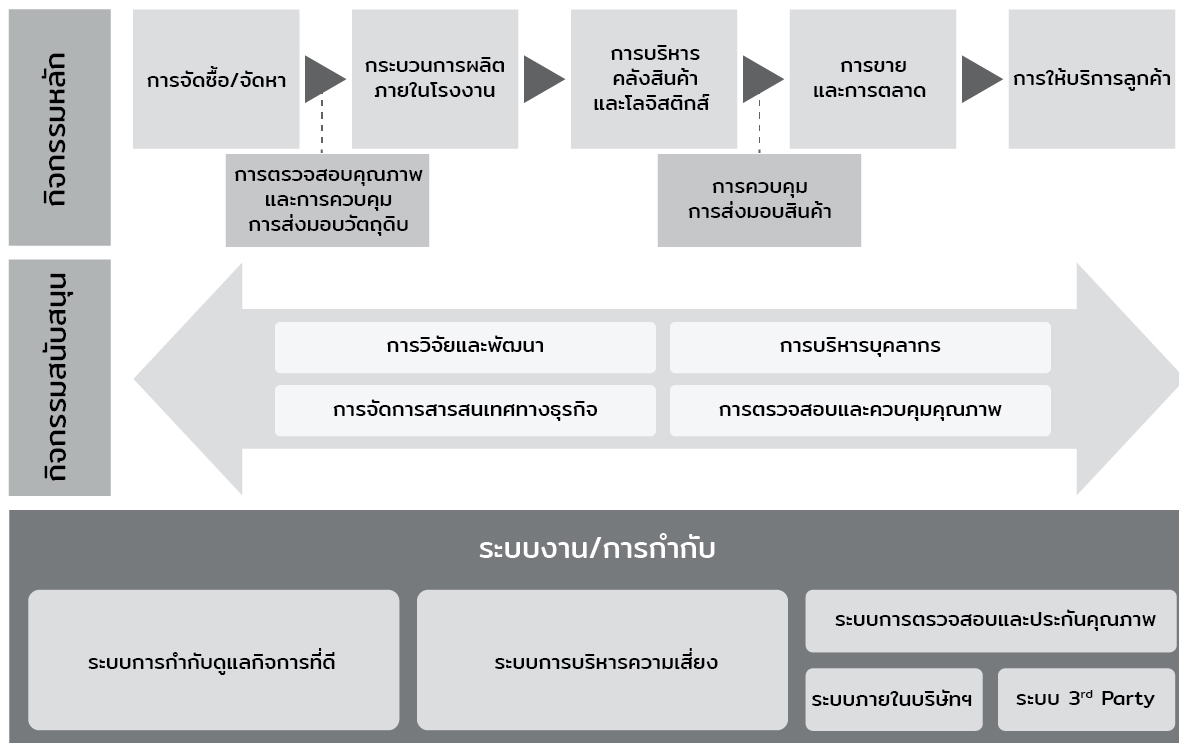 กิจกรรมหลัก
การจัดซื้อ/จัดหา
กระบวนการผลิต
ภายในโรงงาน
การบริหาร
คลังสินค้า
และโลจิสติกส์
การขาย
และการตลาด
การให้บริการลูกค้า
การตรวจสอบคุณภาพ
และการควบคุม
การส่งมอบวัตถุดิบ
การควบคุม
การส่งมอบสินค้า
กิจกรรมสนับสนุน
การวิจัยและพัฒนา
การบริหารบุคลากร
การจัดการสารสนเทศทางธุรกิจ
การตรวจสอบและควบคุมคุณภาพ
ระบบงาน/การกำกับ
ระบบการกำกับดูแลกิจการที่ดี
ระบบการบริหารความเสี่ยง
ระบบการตรวจสอบและประกันคุณภาพ
ระบบภายในบริษัทฯ
ระบบ 3rd Party